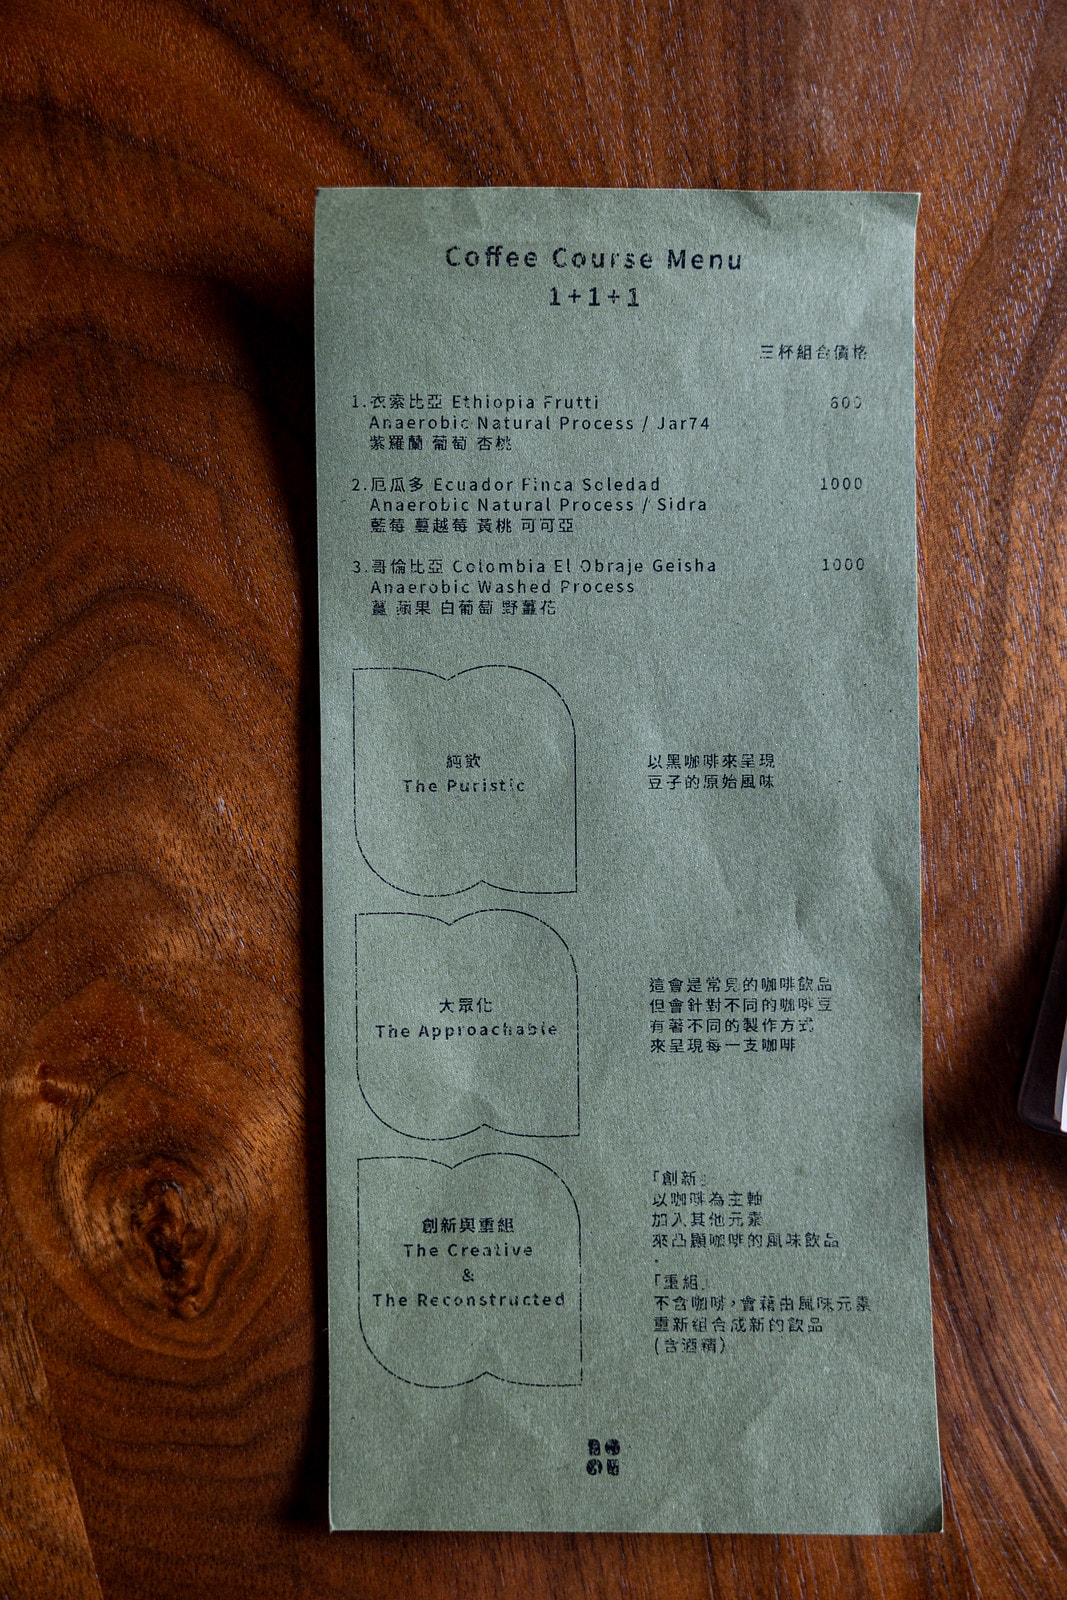 Coffee Course Menu
1+1+1
三杯組合價格
1.衣索比亞 Ethiopia Frutti 600
Anaerobic Natural Process / Jar74
紫羅蘭 葡萄 杏桃
2.厄瓜多 Ecuador Finca Soledad 1000
Anaerobic Natural Process / Sidra
藍莓 蔓越莓 黃桃 可可亞
3.哥倫比亞 Colombia El Obraje Geisha 1000
Anaerobic Washed Process
薑 蘋果 白葡萄 野薑花
純飲
The Puristic
以黑咖啡來呈現
豆子的原始風味
大眾化
The Approachable
這會是常見的咖啡飲品
但會針對不同的咖啡豆
有著不同的製作方式
來呈現每一支咖啡
創新與重組
The Creative
&
The Reconstructed
「創新」
以咖啡為主軸
加入其他元素
來凸顯咖啡的風味飲品
.
「重組」
不含咖啡，會藉由風味元素
重新組合成新的飲品
(含酒精)